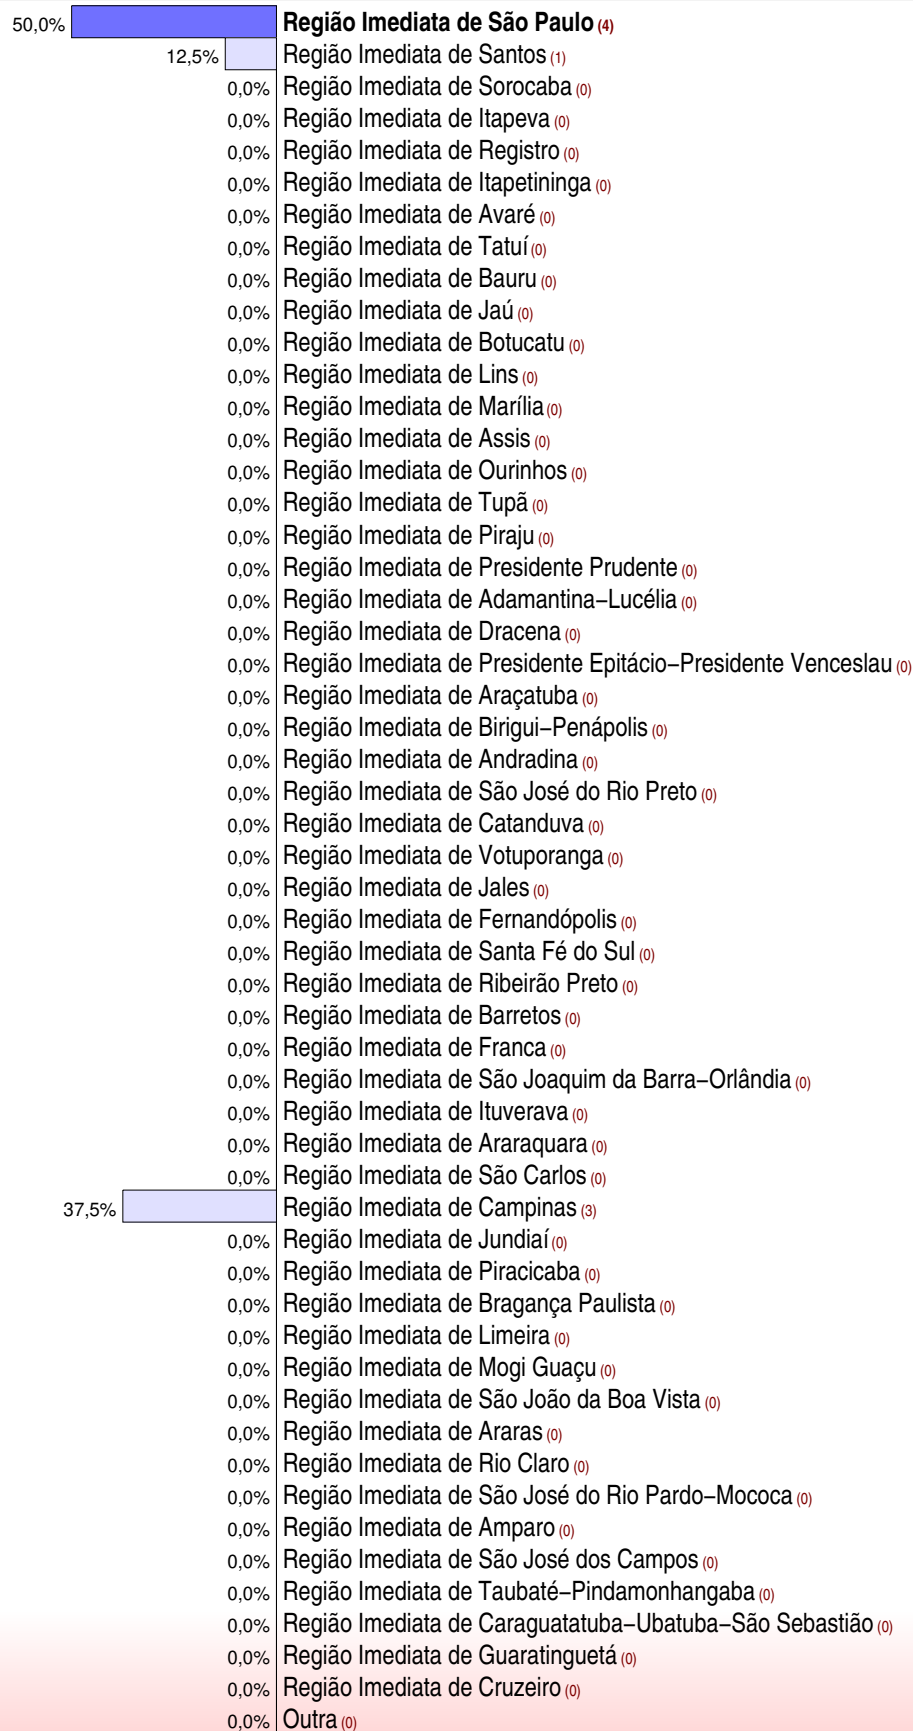 50,0% Região Imediata de São Paulo (4)
12,5% Região Imediata de Santos (1)
0,0% Região Imediata de Sorocaba (0)
0,0% Região Imediata de Itapeva (0)
0,0% Região Imediata de Registro (0)
0,0% Região Imediata de Itapetininga (0)
0,0% Região Imediata de Avaré (0)
0,0% Região Imediata de Tatuí (0)
0,0% Região Imediata de Bauru (0)
0,0% Região Imediata de Jaú (0)
0,0% Região Imediata de Botucatu (0)
0,0% Região Imediata de Lins (0)
0,0% Região Imediata de Marília (0)
0,0% Região Imediata de Assis (0)
0,0% Região Imediata de Ourinhos (0)
0,0% Região Imediata de Tupã (0)
0,0% Região Imediata de Piraju (0)
0,0% Região Imediata de Presidente Prudente (0)
0,0% Região Imediata de Adamantina–Lucélia (0)
0,0% Região Imediata de Dracena (0)
0,0% Região Imediata de Presidente Epitácio–Presidente Venceslau (0)
0,0% Região Imediata de Araçatuba (0)
0,0% Região Imediata de Birigui–Penápolis (0)
0,0% Região Imediata de Andradina (0)
0,0% Região Imediata de São José do Rio Preto (0)
0,0% Região Imediata de Catanduva (0)
0,0% Região Imediata de Votuporanga (0)
0,0% Região Imediata de Jales (0)
0,0% Região Imediata de Fernandópolis (0)
0,0% Região Imediata de Santa Fé do Sul (0)
0,0% Região Imediata de Ribeirão Preto (0)
0,0% Região Imediata de Barretos (0)
0,0% Região Imediata de Franca (0)
0,0% Região Imediata de São Joaquim da Barra–Orlândia (0)
0,0% Região Imediata de Ituverava (0)
0,0% Região Imediata de Araraquara (0)
0,0% Região Imediata de São Carlos (0)
37,5% Região Imediata de Campinas (3)
0,0% Região Imediata de Jundiaí (0)
0,0% Região Imediata de Piracicaba (0)
0,0% Região Imediata de Bragança Paulista (0)
0,0% Região Imediata de Limeira (0)
0,0% Região Imediata de Mogi Guaçu (0)
0,0% Região Imediata de São João da Boa Vista (0)
0,0% Região Imediata de Araras (0)
0,0% Região Imediata de Rio Claro (0)
0,0% Região Imediata de São José do Rio Pardo–Mococa (0)
0,0% Região Imediata de Amparo (0)
0,0% Região Imediata de São José dos Campos (0)
0,0% Região Imediata de Taubaté–Pindamonhangaba (0)
0,0% Região Imediata de Caraguatatuba–Ubatuba–São Sebastião (0)
0,0% Região Imediata de Guaratinguetá (0)
0,0% Região Imediata de Cruzeiro (0)
0,0% Outra (0)